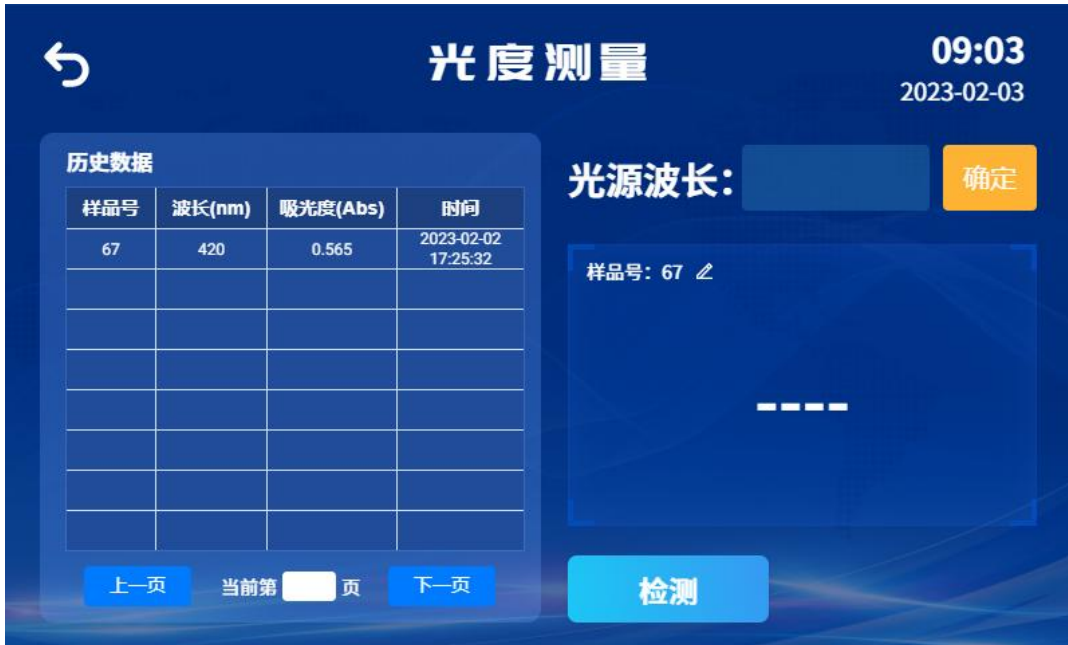 光度测量
09:03
2023-02-03
历史数据
样品号 波长(nm) 吸光度(Abs) 时间
67 420 0.565 2023-02-02
17:25:32
上一页 当前第 页 下一页
光源波长: 确定
样品号: 67
----
检测